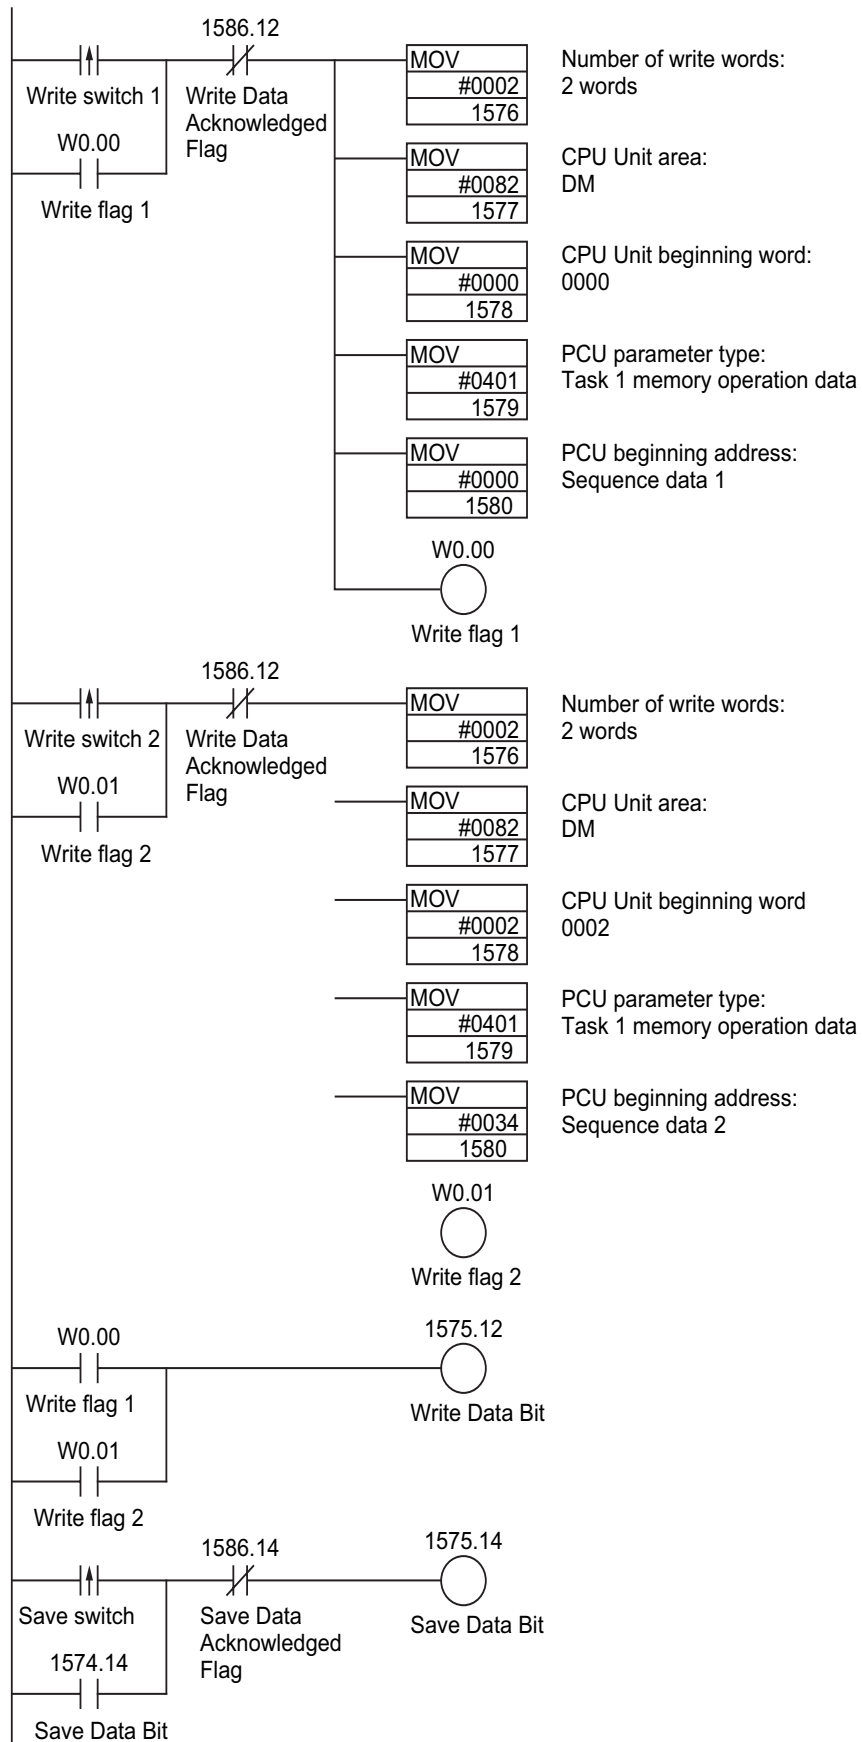 1586.12
MOV
Number of write words:
#0002
2 words
Write switch 1
Write Data
1576
Acknowledged
W0.00
Flag
MOV
CPU Unit area:
#0082
DM
Write flag 1
1577
MOV
CPU Unit beginning word:
#0000
0000
1578
MOV
PCU parameter type:
#0401
Task 1 memory operation data
1579
MOV
PCU beginning address:
#0000
Sequence data 1
1580
W0.00
Write flag 1
1586.12
MOV
Number of write words:
#0002
2 words
Write switch 2
Write Data
1576
Acknowledged
W0.01
Flag
MOV
CPU Unit area:
#0082
DM
Write flag 2
1577
MOV
CPU Unit beginning word
#0002
0002
1578
MOV
PCU parameter type:
#0401
Task 1 memory operation data
1579
MOV
PCU beginning address:
#0034
Sequence data 2
1580
W0.01
Write flag 2
W0.00
1575.12
Write flag 1
Write Data Bit
W0.01
Write flag 2
1586.14
1575.14
Save switch
Save Data
Acknowledged
Flag
Save Data Bit
1574.14
Save Data Bit